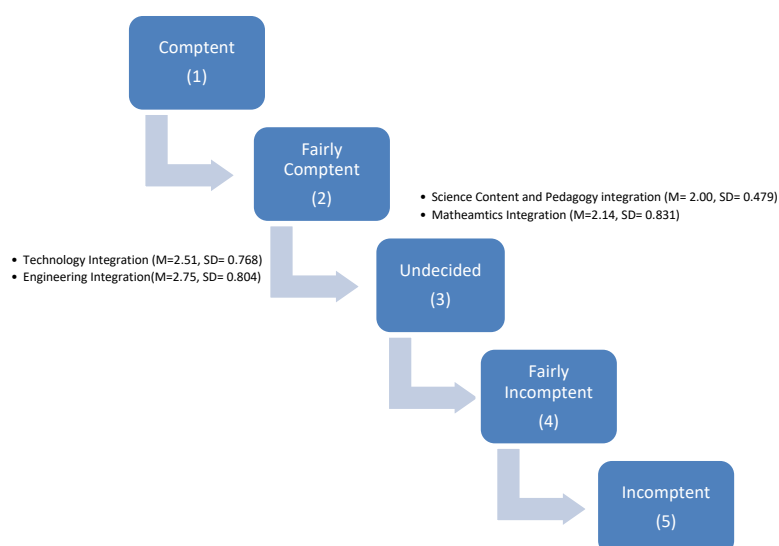 Comptent
(1)
Fairly
Comptent
(2)
• Science Content and Pedagogy integration (M= 2.00, SD= 0.479)
• Matheamtics Integration (M=2.14, SD= 0.831)
• Technology Integration (M=2.51, SD= 0.768)
• Engineering Integration(M=2.75, SD= 0.804)
Undecided
(3)
Fairly
Incomptent
(4)
Incomptent
(5)